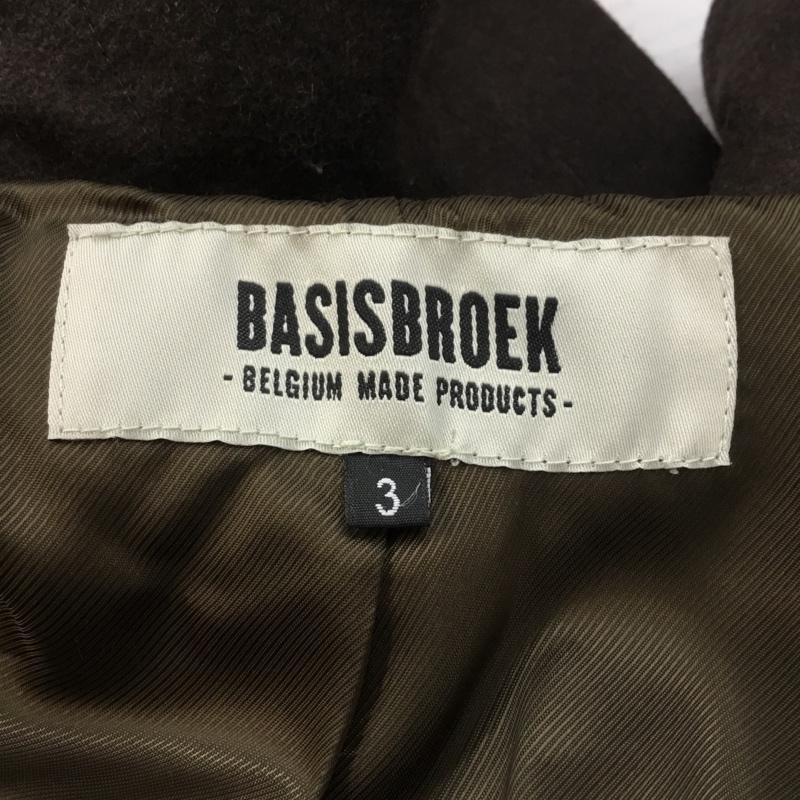 BASISBROEK
- BELGIUM MADE PRODUCTS -
3